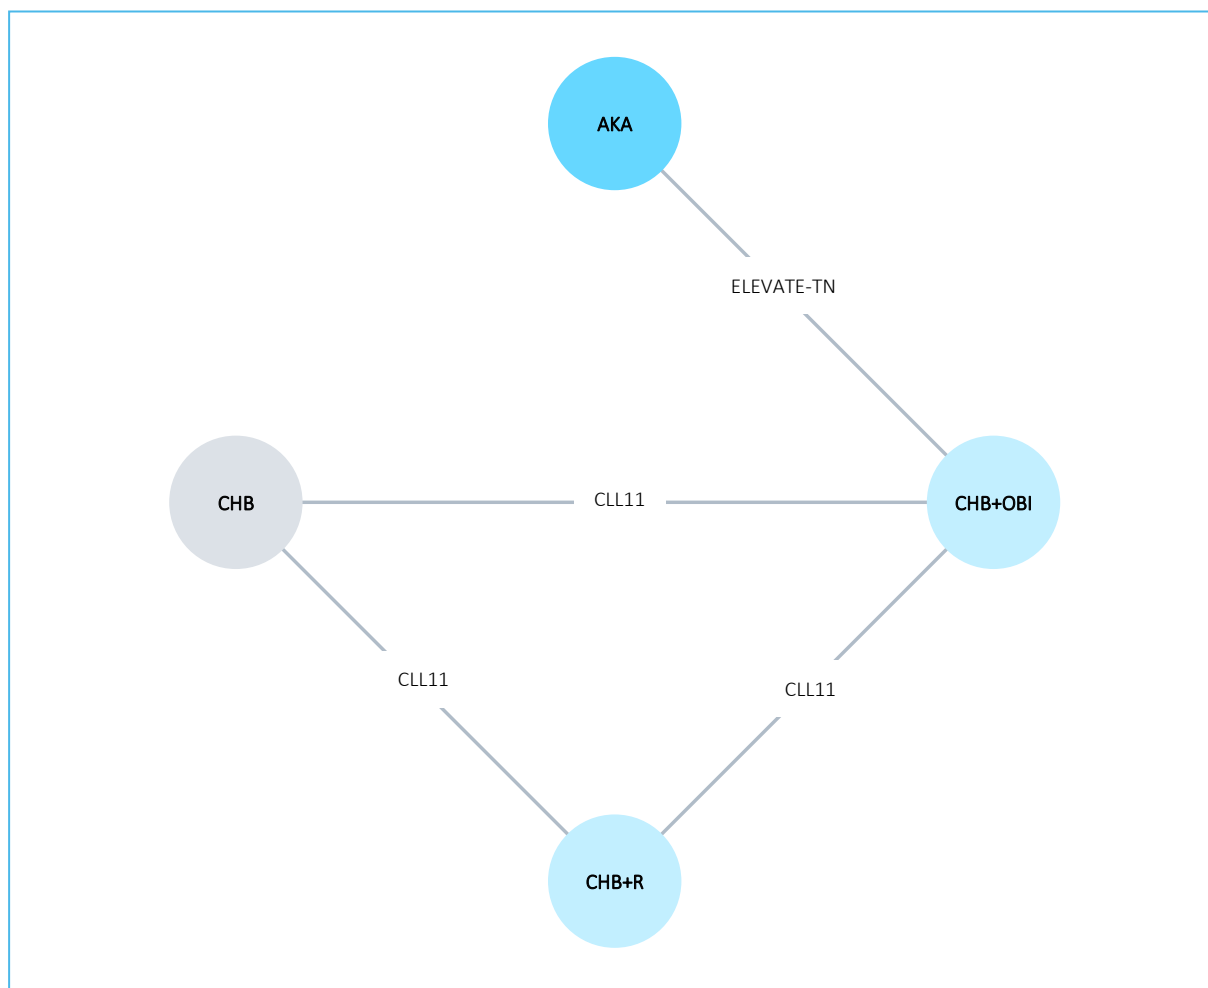 AKA
ELEVATE-TN
CHB
CLL11
CHB+OBI
CLL11
CLL11
CHB+R